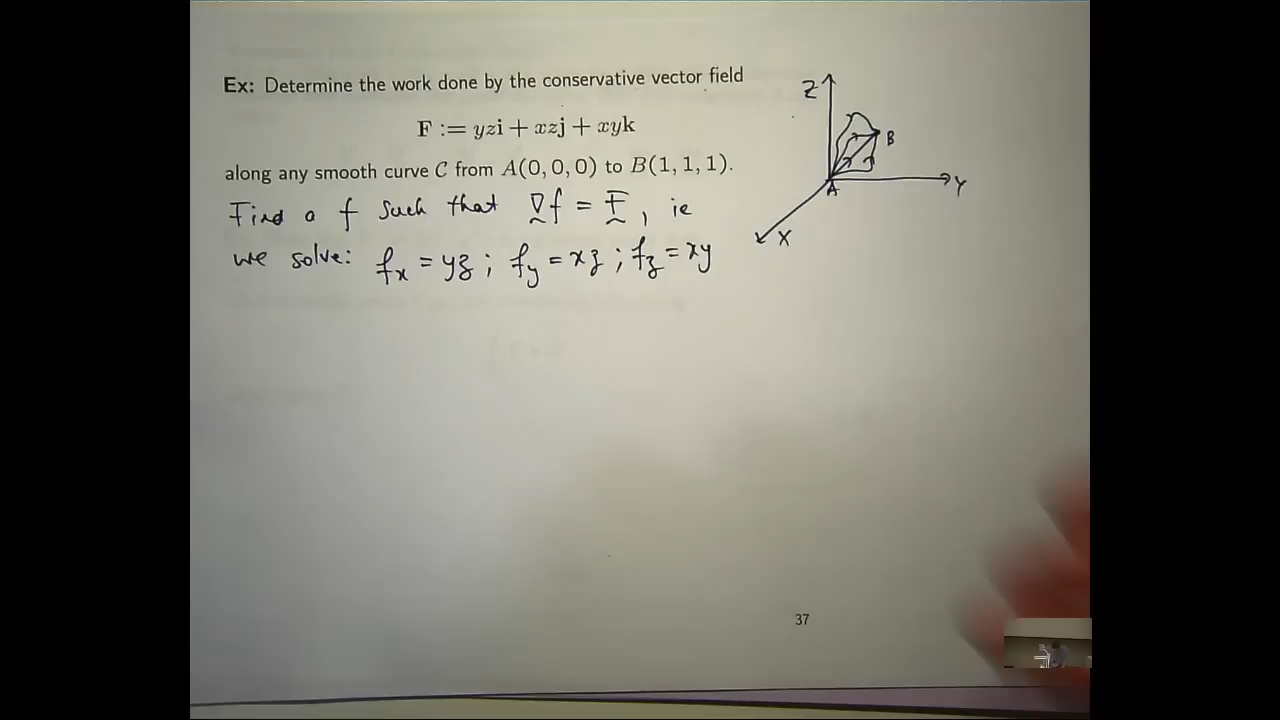 Ex: Determine the work done by the conservative vector field
F := yzi + xzj + xyk
along any smooth curve C from A(0, 0, 0) to B(1, 1, 1).
Find a f such that ∇f = F, ie
we solve: fx = yz ; fy = xz ; fz = xy
Z
B
A
Y
X
37